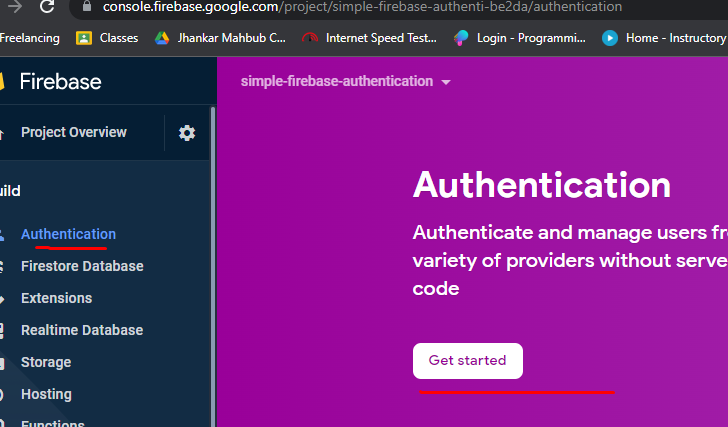 console.firebase.google.com/project/simple-firebase-authenti-be2da/authentication
Freelancing Classes Jhankar Mahbub C... Internet Speed Test... Login - Programmi... Home - Instructory
Firebase
simple-firebase-authentication
Project Overview
Authentication
uild
Authenticate and manage users fr
variety of providers without serve
code
Authentication
Firestore Database
Extensions
Realtime Database
Get started
Storage
Hosting
Functions